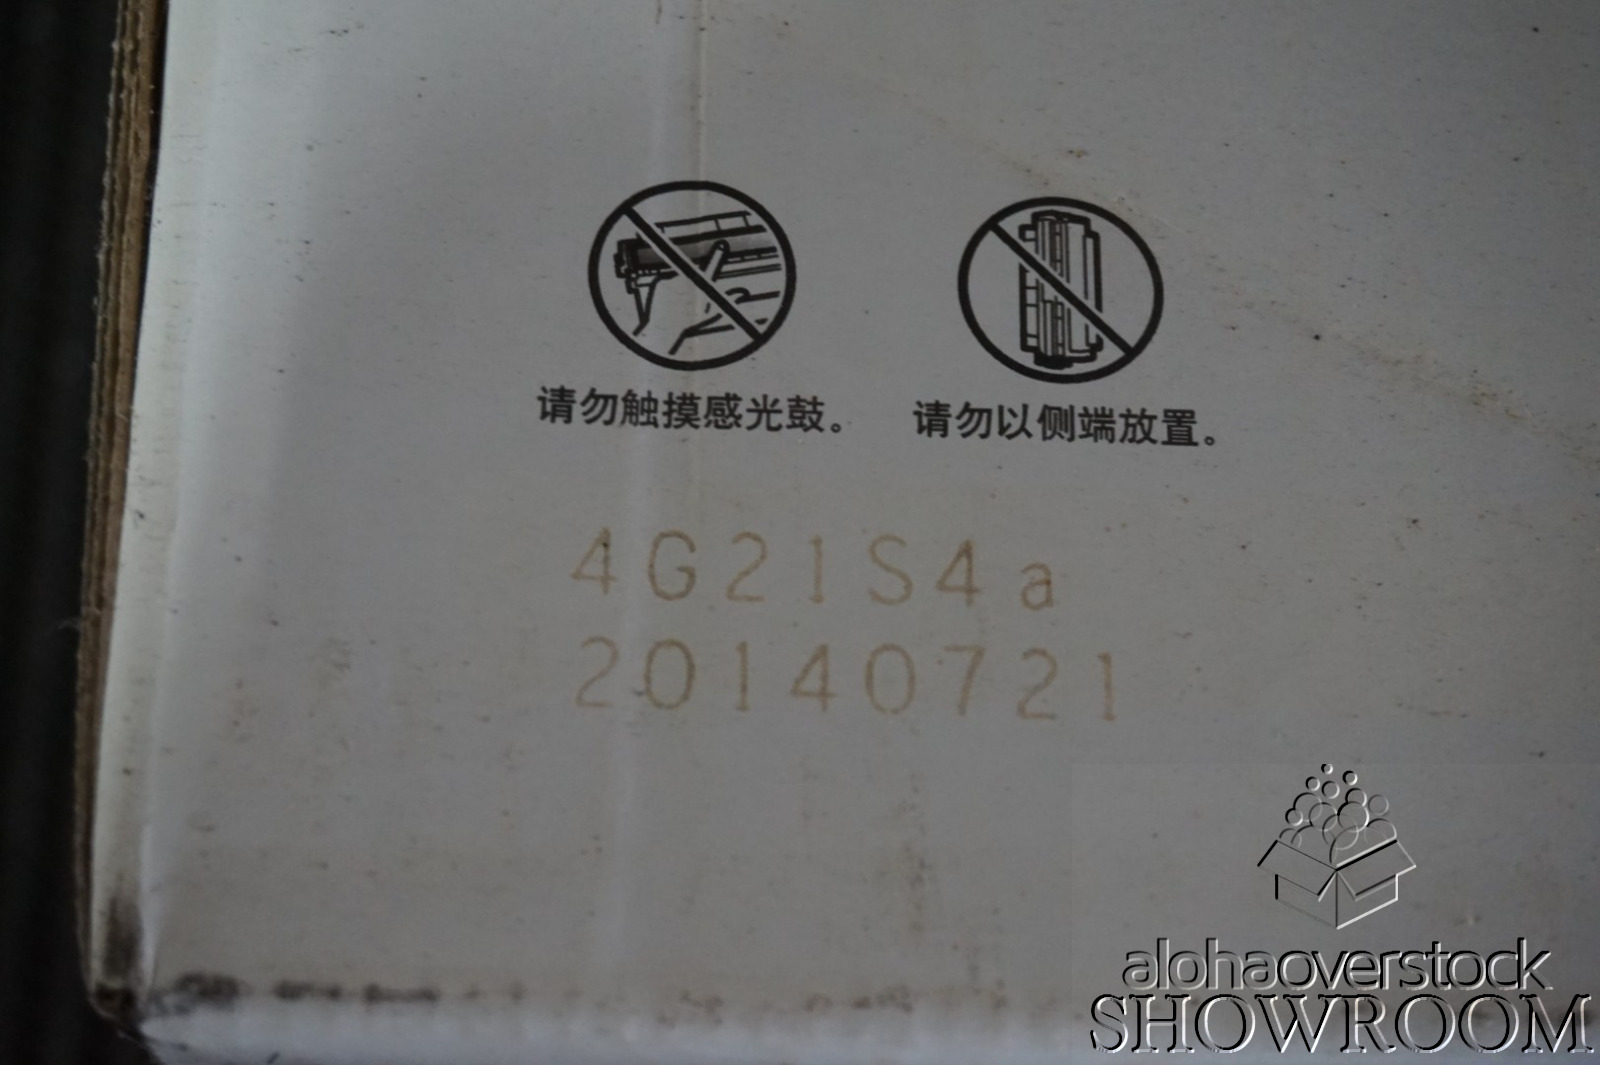 请勿触摸感光鼓。
请勿以侧端放置。
4G21S4a
20140721
alohaoverstock
SHOWROOM